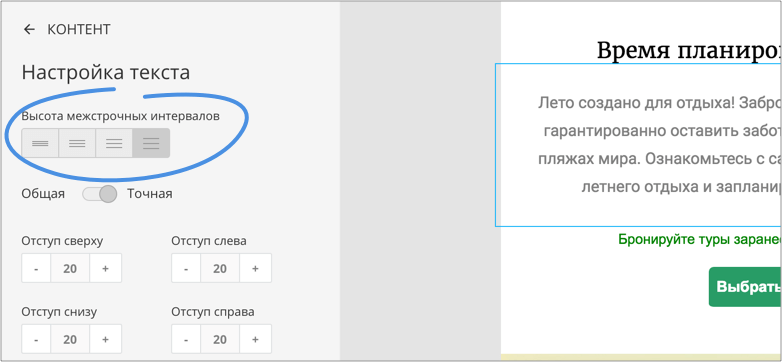 КОНТЕНТ
Настройка текста
Высота межстрочных интервалов
Общая Точная
Отступ сверху Отступ слева
- 20 + - 20 +
Отступ снизу Отступ справа
- 20 + - 20 +
Время планиро
Лето создано для отдыха! Забро
гарантированно оставить забот
пляжах мира. Ознакомьтесь с са
летнего отдыха и запланир
Бронируйте туры заранее
Выбрать